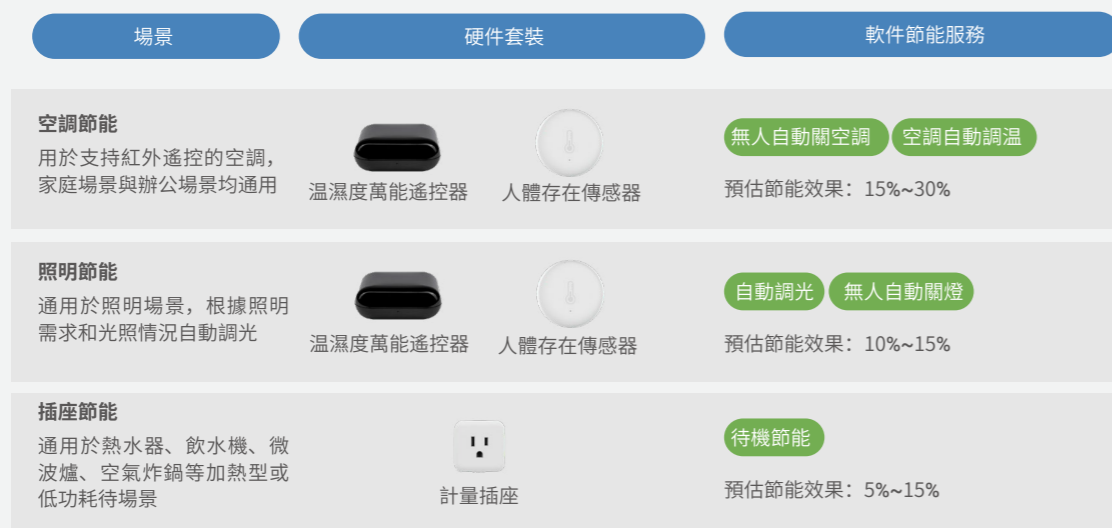 場景
硬件套裝
軟件節能服務
空調節能
用於支持紅外遙控的空調，
家庭場景與辦公場景均通用
温濕度萬能遙控器
人體存在傳感器
無人自動關空調
空調自動調温
預估節能效果：15%~30%
照明節能
通用於照明場景，根據照明
需求和光照情況自動調光
温濕度萬能遙控器
人體存在傳感器
自動調光
無人自動關燈
預估節能效果：10%~15%
插座節能
通用於熱水器、飲水機、微
波爐、空氣炸鍋等加熱型或
低功耗待場景
計量插座
待機節能
預估節能效果：5%~15%